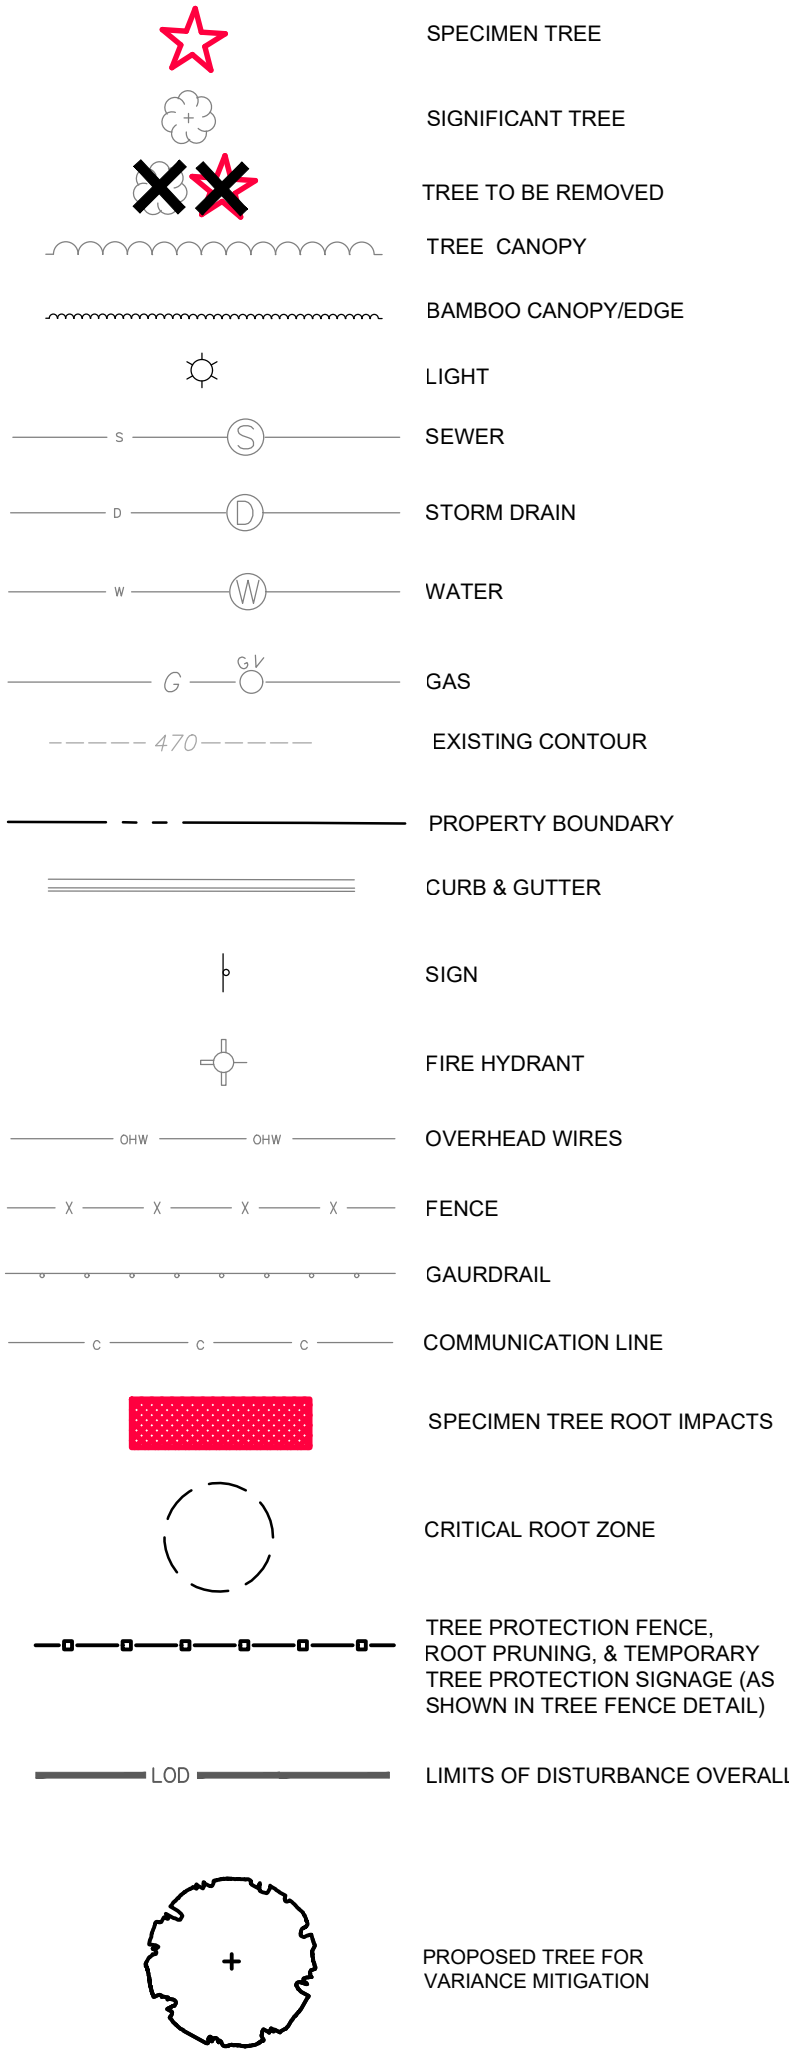 SPECIMEN TREE
SIGNIFICANT TREE
TREE TO BE REMOVED
TREE CANOPY
BAMBOO CANOPY/EDGE
LIGHT
S S SEWER
D D STORM DRAIN
W W WATER
G GV GAS
470 EXISTING CONTOUR
PROPERTY BOUNDARY
CURB & GUTTER
SIGN
FIRE HYDRANT
OHW OHW OVERHEAD WIRES
X X X X FENCE
GAURDRAIL
C C C COMMUNICATION LINE
SPECIMEN TREE ROOT IMPACTS
CRITICAL ROOT ZONE
TREE PROTECTION FENCE,
ROOT PRUNING, & TEMPORARY
TREE PROTECTION SIGNAGE (AS
SHOWN IN TREE FENCE DETAIL)
LOD LIMITS OF DISTURBANCE OVERALL
PROPOSED TREE FOR
VARIANCE MITIGATION